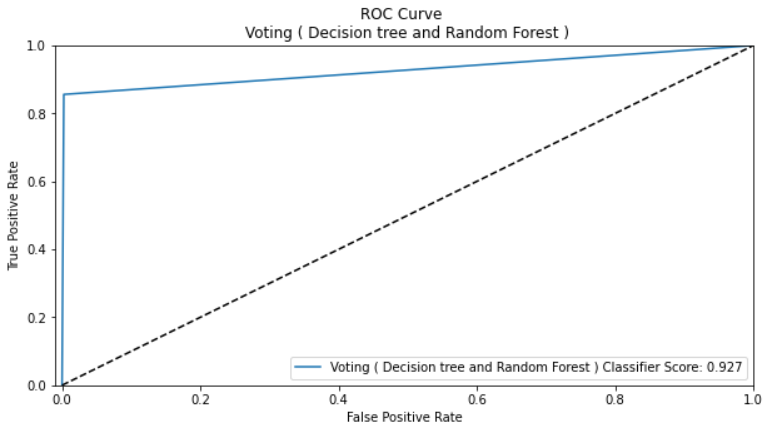 ROC Curve
Voting ( Decision tree and Random Forest )
1.0
0.8
0.6
0.4
0.2
0.0
True Positive Rate
Voting ( Decision tree and Random Forest ) Classifier Score: 0.927
0.0 0.2 0.4 0.6 0.8 1.0
False Positive Rate